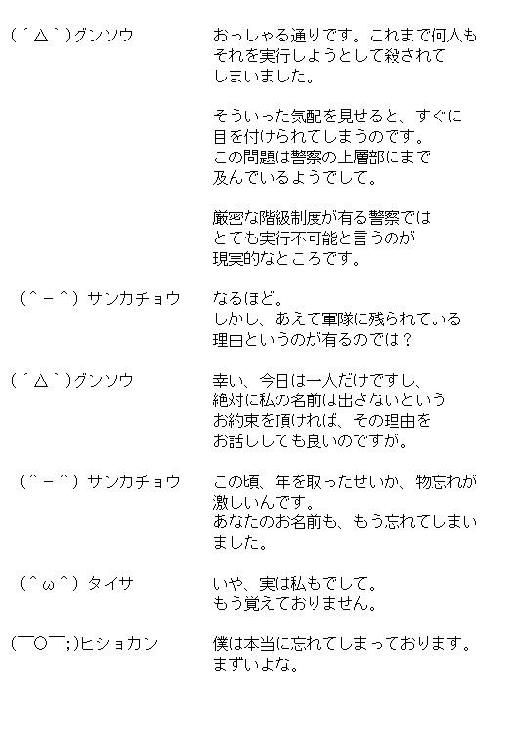 (´△｀)グンソウ おっしゃる通りです。これまで何人も
それを実行しようとして殺されて
しまいました。
そういった気配を見せると、すぐに
目を付けられてしまうのです。
この問題は警察の上層部にまで
及んでいるようでして。
厳密な階級制度が有る警察では
とても実行不可能と言うのが
現実的なところです。
(＾－＾) サンカチョウ なるほど。
しかし、あえて軍隊に残られている
理由というのが有るのでは？
(´△｀)グンソウ 幸い、今日は一人だけですし、
絶対に私の名前は出さないという
お約束を頂ければ、その理由を
お話ししても良いのですが。
(＾－＾) サンカチョウ この頃、年を取ったせいか、物忘れが
激しいんです。
あなたのお名前も、もう忘れてしまい
ました。
(＾ω＾) タイサ いや、実は私もでして。
もう覚えておりません。
(￣○￣;)ヒショカン 僕は本当に忘れてしまっております。
まずいよな。